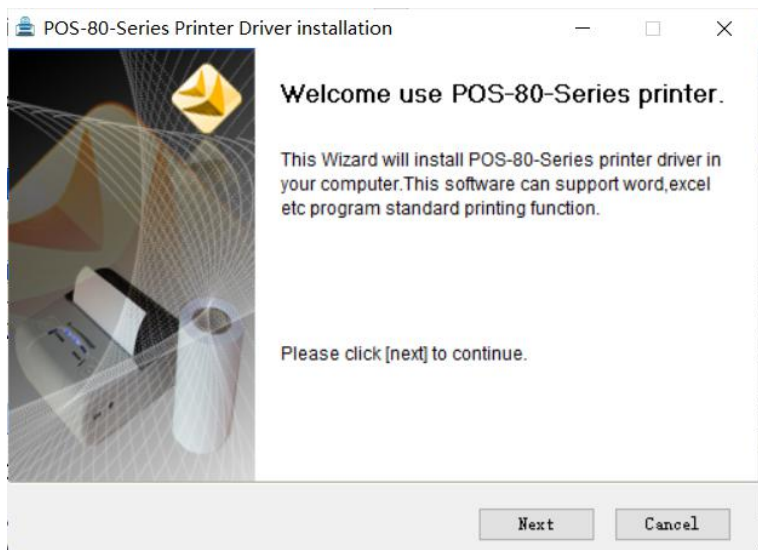 POS-80-Series Printer Driver installation
Welcome use POS-80-Series printer.
This Wizard will install POS-80-Series printer driver in
your computer.This software can support word,excel
etc program standard printing function.
Please click [next] to continue.
Next
Cancel